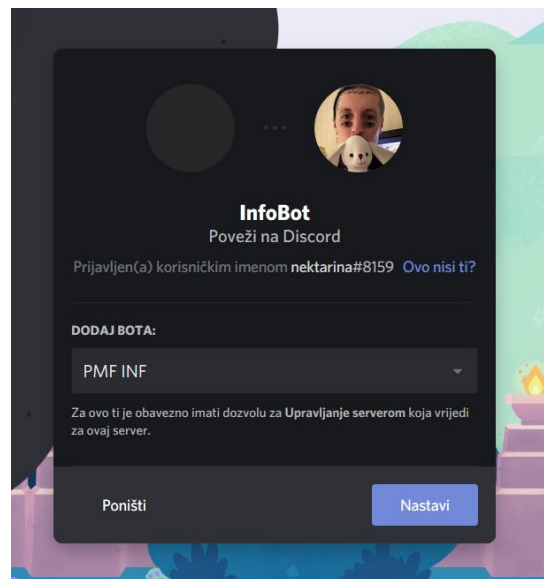 InfoBot
Poveži na Discord
Prijavljen(a) korisničkim imenom nektarina#8159 Ovo nisi ti?
DODAJ BOTA:
PMF INF
Za ovo ti je obavezno imati dozvolu za Upravljanje serverom koja vrijedi
za ovaj server.
Poništi
Nastavi